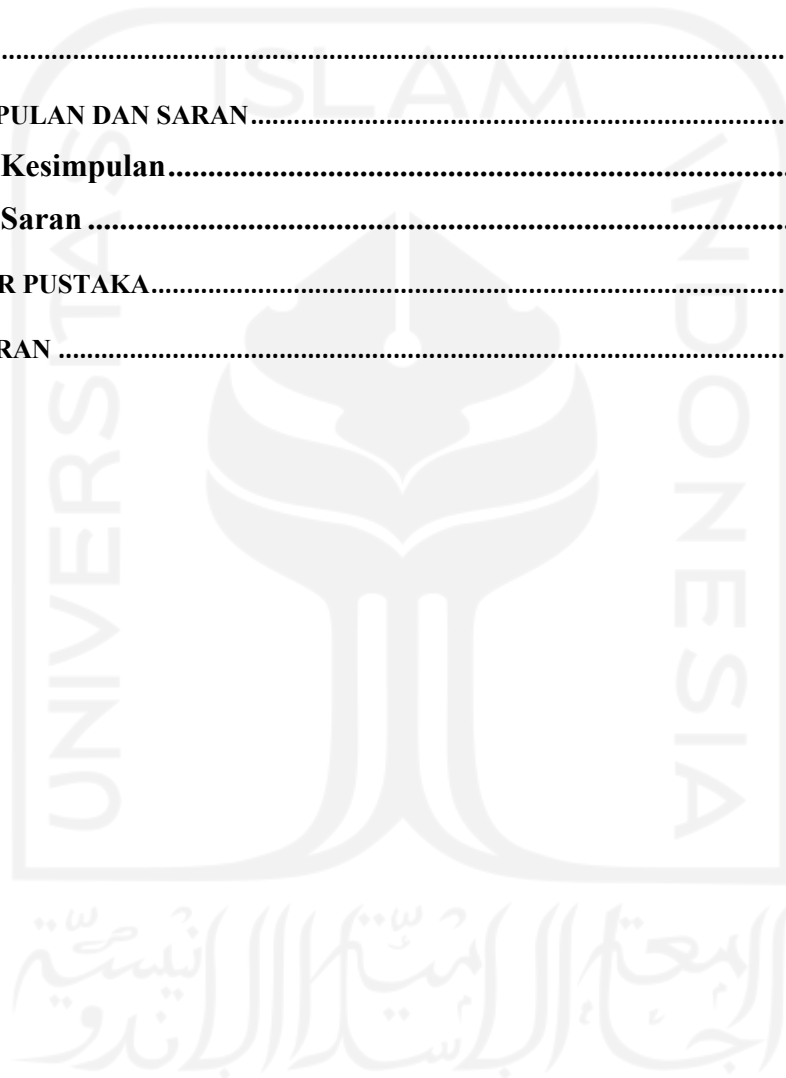 ................................................................................................................
PULAN DAN SARAN...........................................................................
Kesimpulan.............................................................................
Saran .......................................................................................
R PUSTAKA.........................................................................................
RAN .....................................................................................................
ISLAM
UNIVERSITAS
INDONESIA